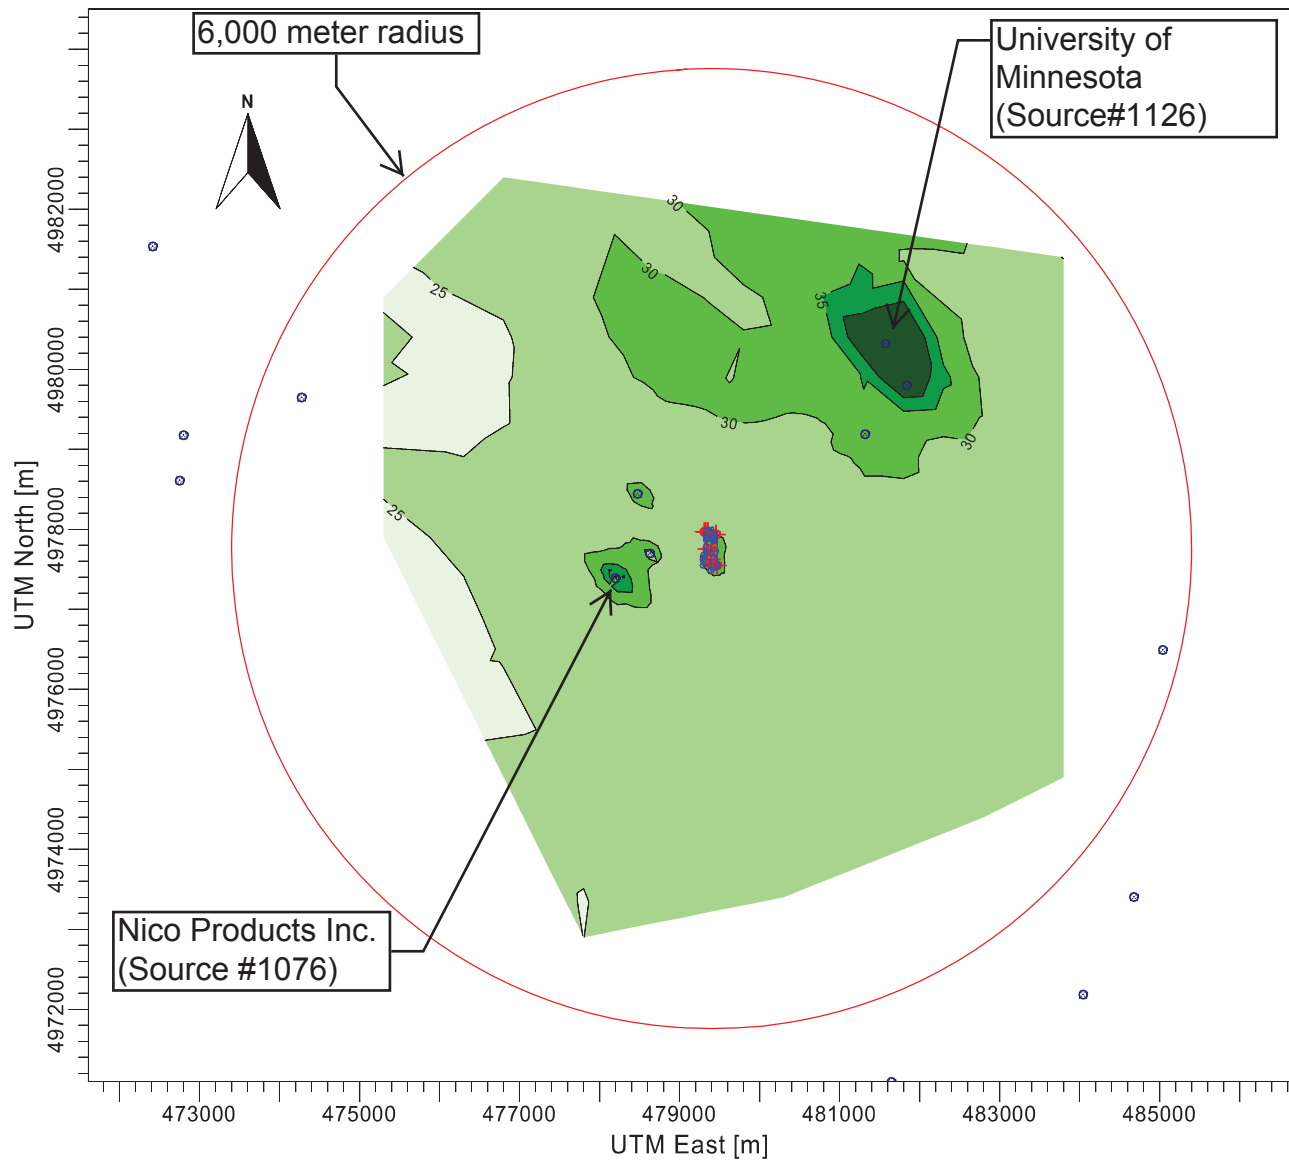 6,000 meter radius
University of
Minnesota
(Source#1126)
N
30
30
25
35
30
30
25
Nico Products Inc.
(Source #1076)
UTM North [m]
4982000
4980000
4978000
4976000
4974000
4972000
473000 475000 477000 479000 481000 483000 485000
UTM East [m]